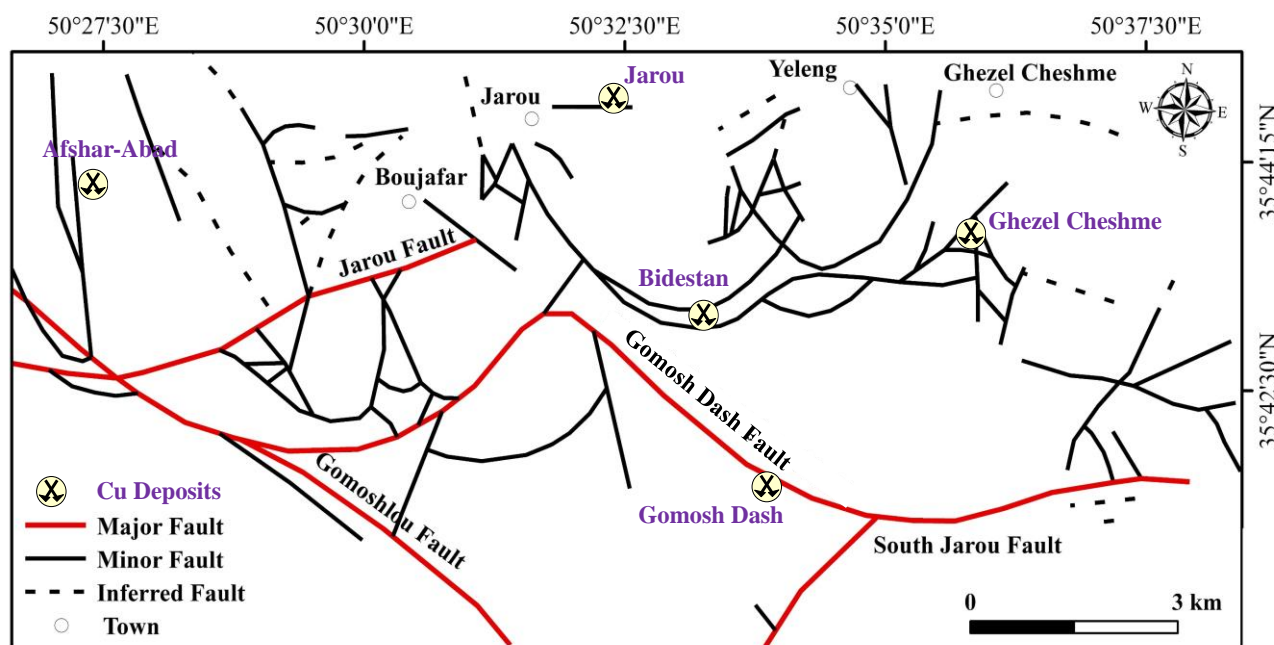 50°27'30"E 50°30'0"E 50°32'30"E 50°35'0"E 50°37'30"E
Jarou
Yeleng
Ghezel Cheshme
N
W E
S
Jarou
35°44'15"N
Afshar-Abad
Boujafar
Ghezel Cheshme
Jarou Fault
Bidestan
Gomosh Dash Fault
35°42'30"N
Gomoshlou Fault
Cu Deposits
Gomosh Dash
Major Fault
Minor Fault
South Jarou Fault
Inferred Fault
0 3 km
Town